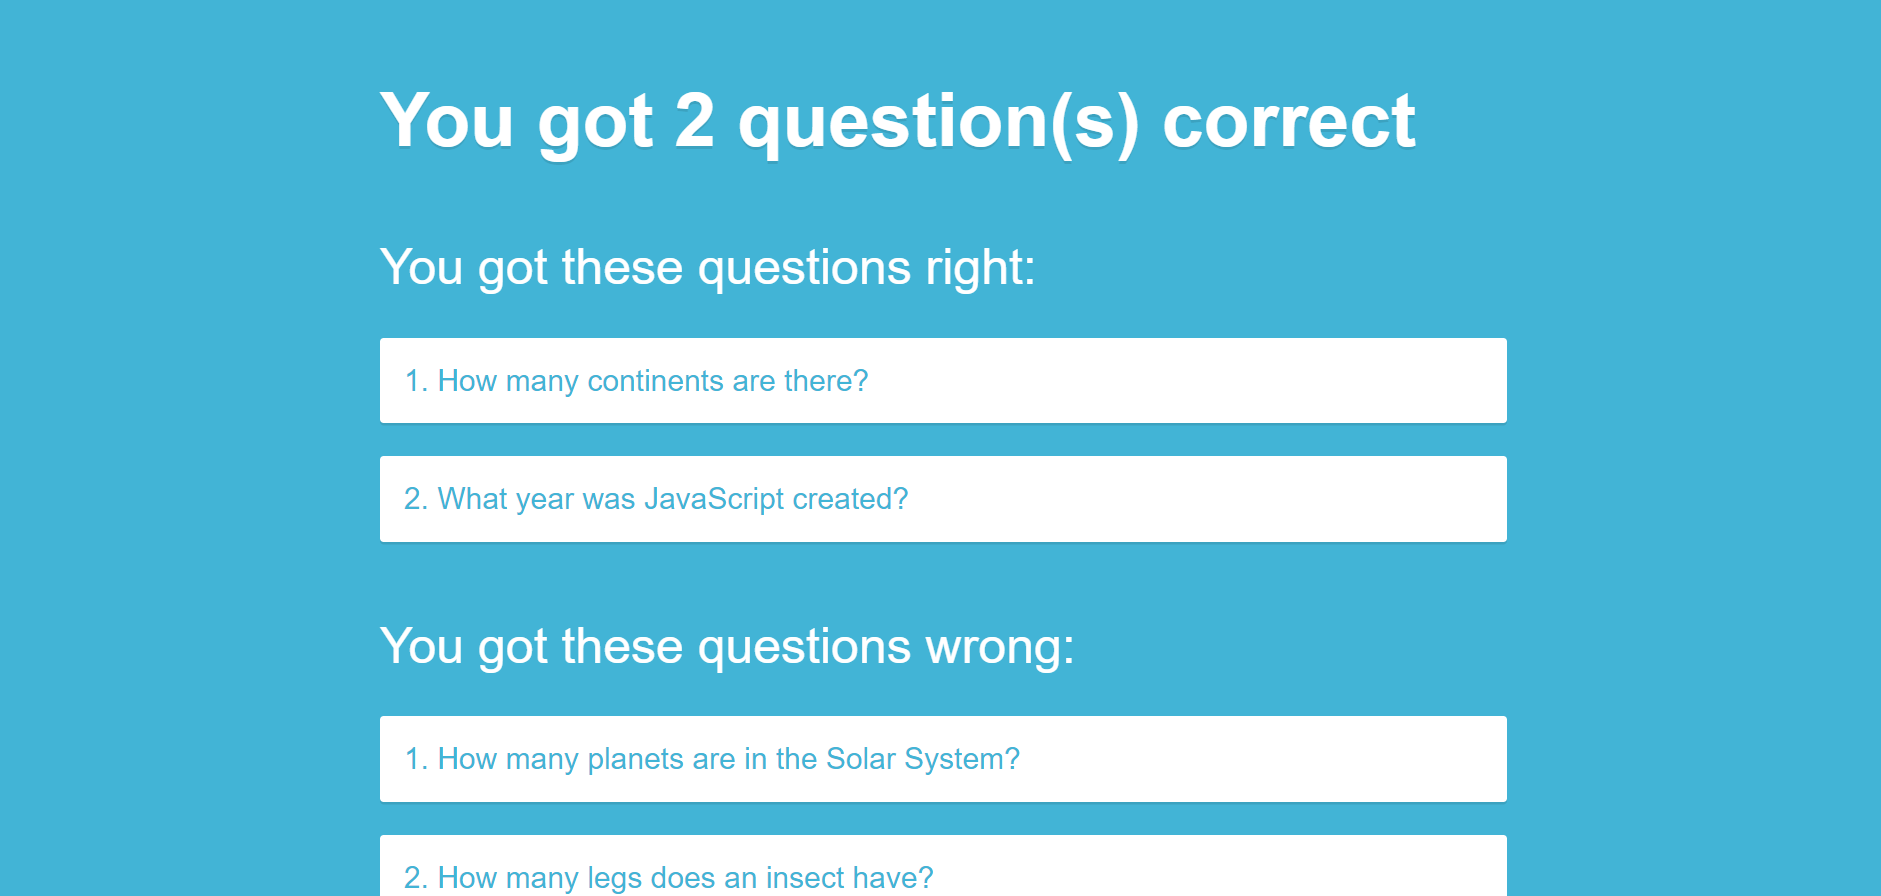 You got 2 question(s) correct
You got these questions right:
1. How many continents are there?
2. What year was JavaScript created?
You got these questions wrong:
1. How many planets are in the Solar System?
2. How many legs does an insect have?